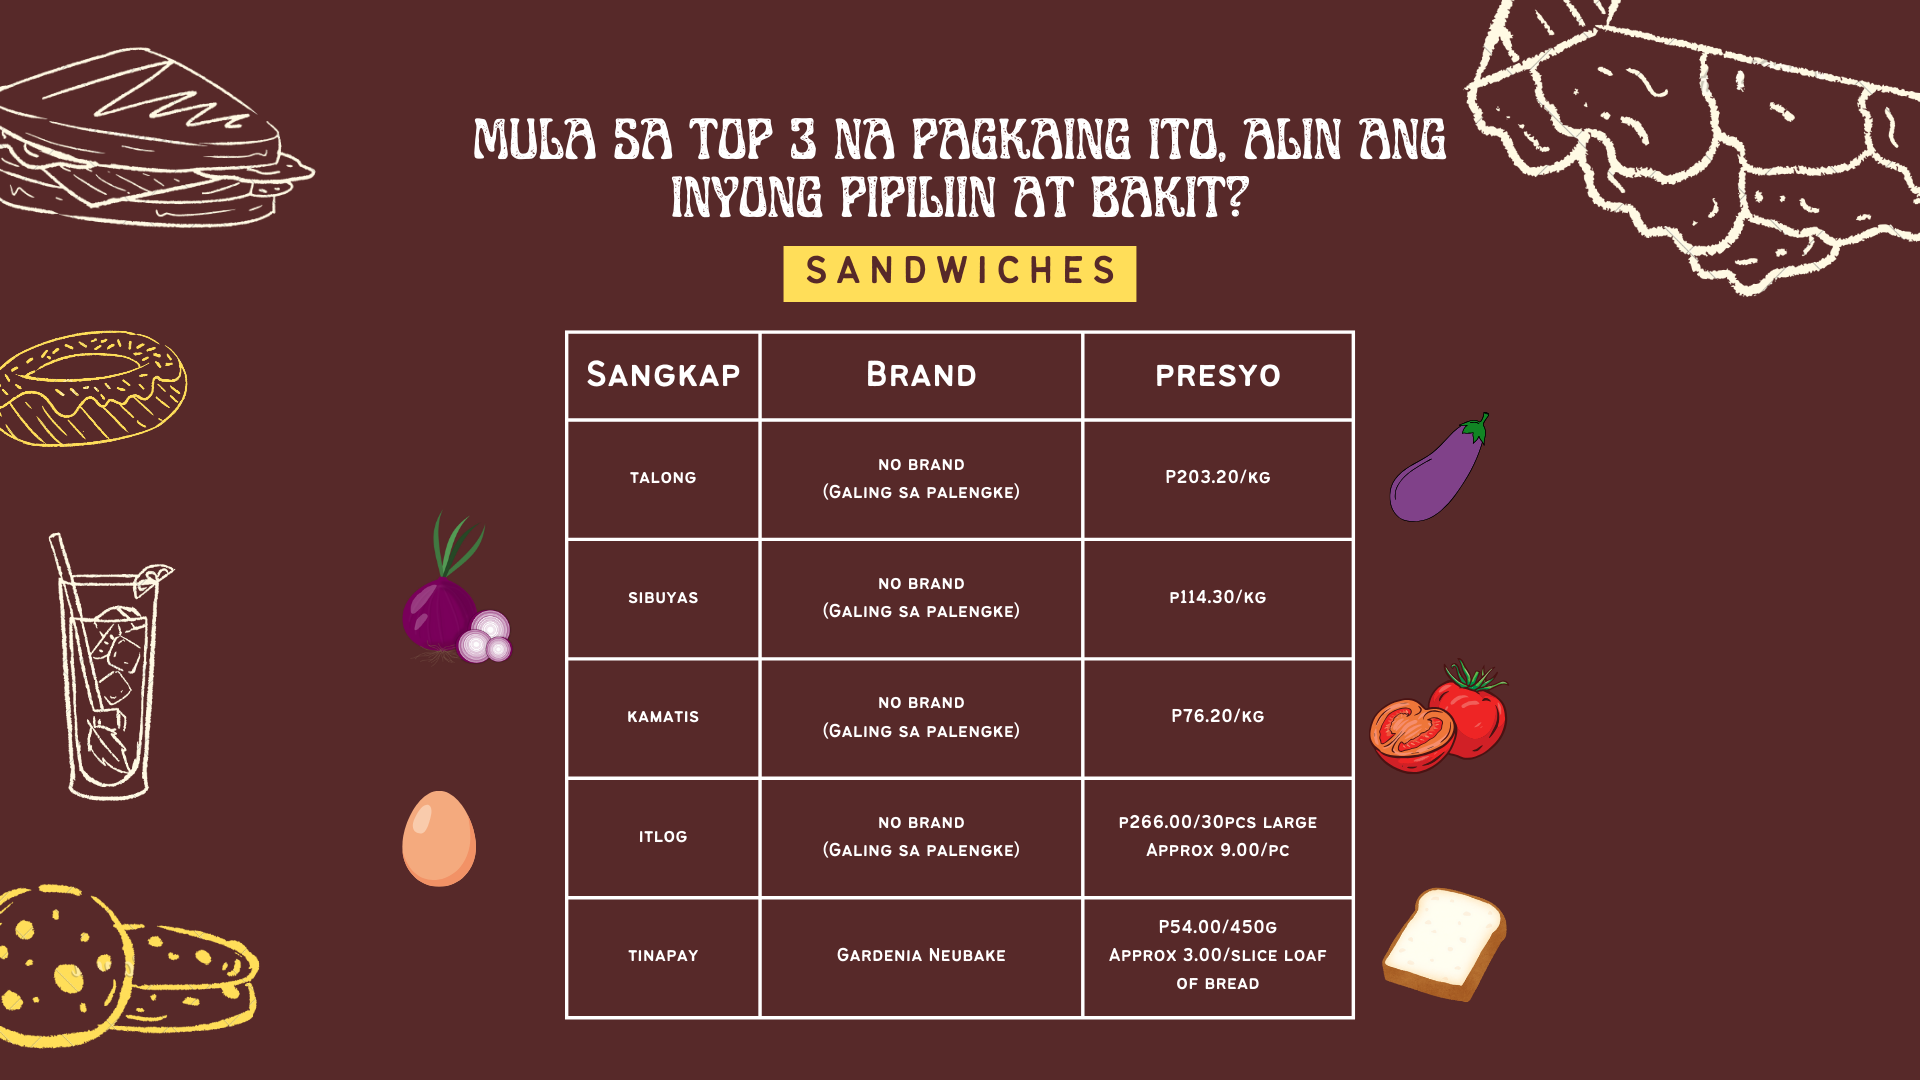 MULA SA TOP 3 NA PAGKAING ITO, ALIN ANG
INYONG PIPILIIN AT BAKIT?
SANDWICHES
SANGKAP BRAND PRESYO
TALONG
NO BRAND
(GALING SA PALENGKE)
P203.20/KG
SIBUYAS
NO BRAND
(GALING SA PALENGKE)
P114.30/KG
KAMATIS
NO BRAND
(GALING SA PALENGKE)
P76.20/KG
ITLOG
NO BRAND
(GALING SA PALENGKE)
P266.00/30PCS LARGE
APPROX 9.00/PC
TINAPAY
GARDENIA NEUBAKE
P54.00/450G
APPROX 3.00/SLICE LOAF
OF BREAD